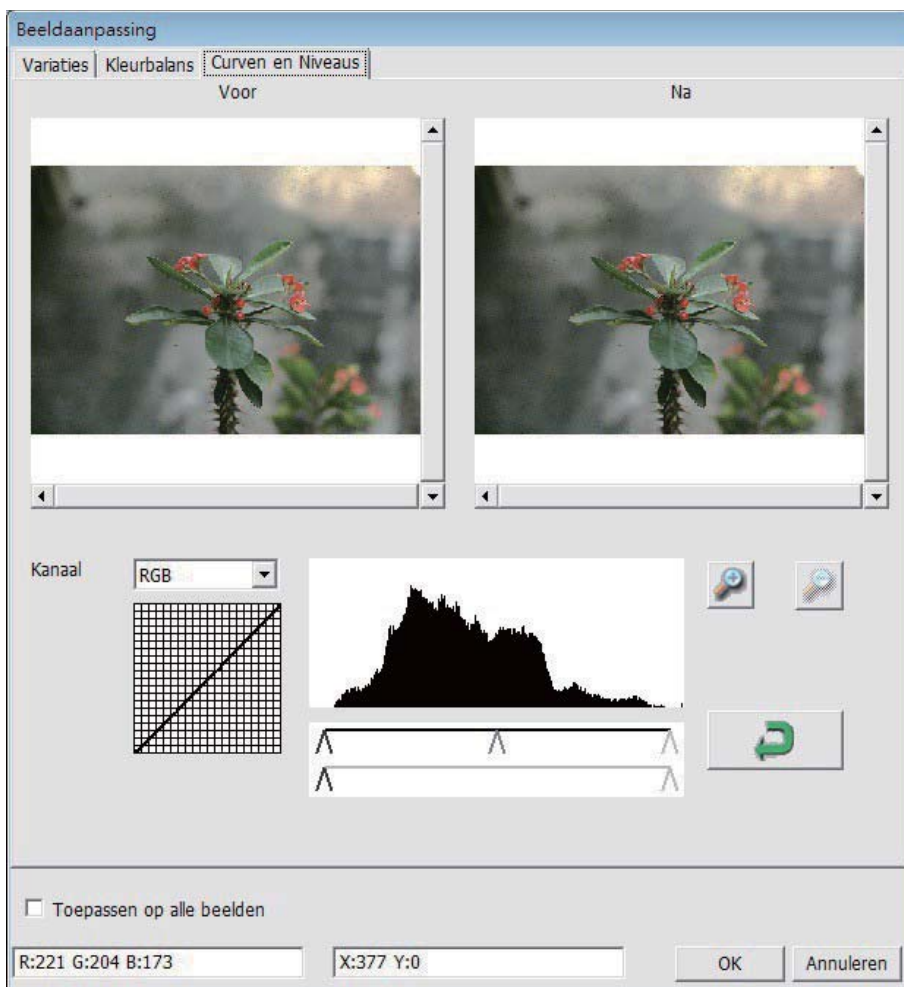 Beeldaanpassing
Variaties Kleurbalans Curven en Niveaus
Voor Na
Kanaal RGB
Toepassen op alle beelden
R:221 G:204 B:173 X:377 Y:0 OK Annuleren